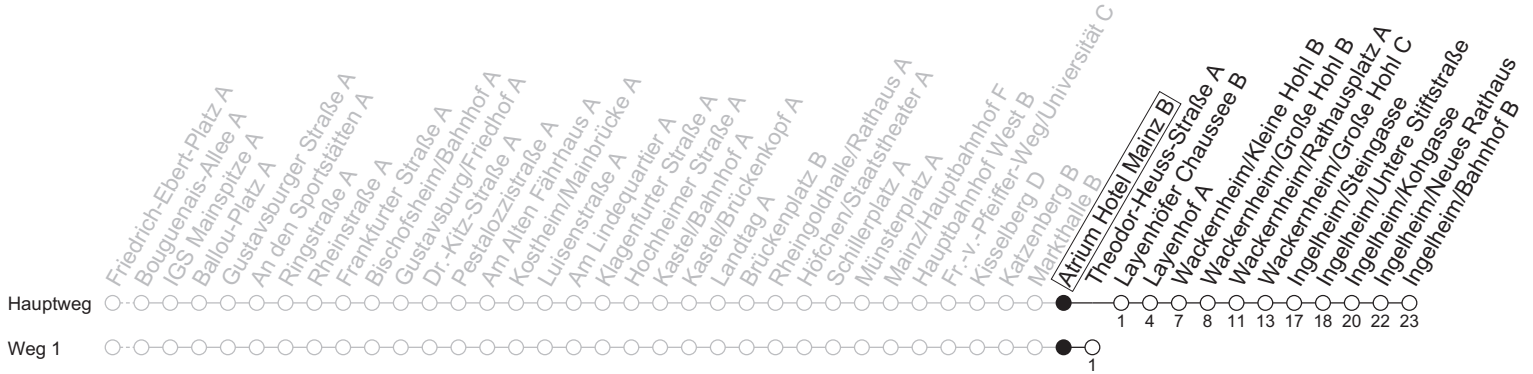 Friedrich-Ebert-Platz A
Bouguenais-Allee A
IGS Mainspitze A
Ballou-Platz A
Gustavsburger Straße A
An den Sportstätten A
Ringstraße A
Rheinstraße A
Frankfurter Straße A
Bischofsheim/Bahnhof A
Gustavsburg/Friedhof A
Dr.-Kitz-Straße A
Pestalozzistraße A
Am Alten Fährhaus A
Kostheim/Mainbrücke A
Luisenstraße A
Am Lindequartier A
Klagenfurter Straße A
Hochheimer Straße A
Kastel/Bahnhof A
Kastel/Brückenkopf A
Landtag A
Brückenplatz B
Rheingoldhalle/Rathaus A
Höfchen/Staatstheater A
Schillerplatz A
Münsterplatz A
Mainz/Hauptbahnhof F
Hauptbahnhof West B
Fr.-v.-Pfeiffer-Weg/Universität C
Kisselberg D
Katzenberg B
Markthalle B
Atrium Hotel Mainz B
Theodor-Heuss-Straße A
Layenhöfer Chaussee B
Layenhof A
Wackernheim/Kleine Hohl B
Wackernheim/Große Hohl B
Wackernheim/Rathausplatz A
Wackernheim/Große Hohl C
Ingelheim/Steingasse
Ingelheim/Untere Stiftstraße
Ingelheim/Kohgasse
Ingelheim/Neues Rathaus
Ingelheim/Bahnhof B
Hauptweg
1 4 7 8 11 13 17 18 20 22 23
Weg 1
1